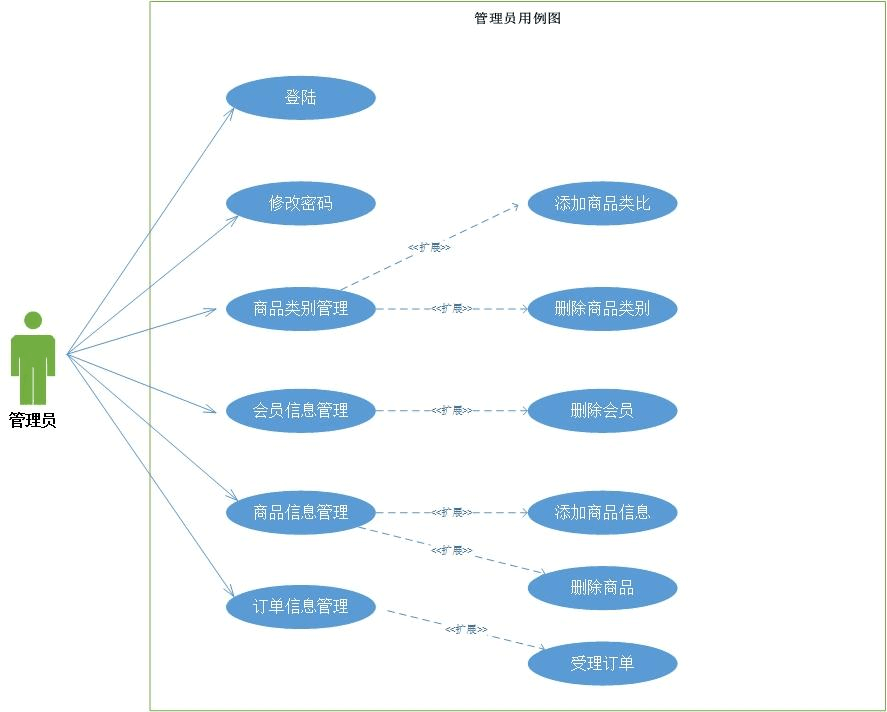 管理员用例图
登陆
修改密码
添加商品类比
<<扩展>>
商品类别管理
<<扩展>>
删除商品类别
管理员
会员信息管理
<<扩展>>
删除会员
商品信息管理
<<扩展>>
添加商品信息
<<扩展>>
删除商品
订单信息管理
<<扩展>>
受理订单